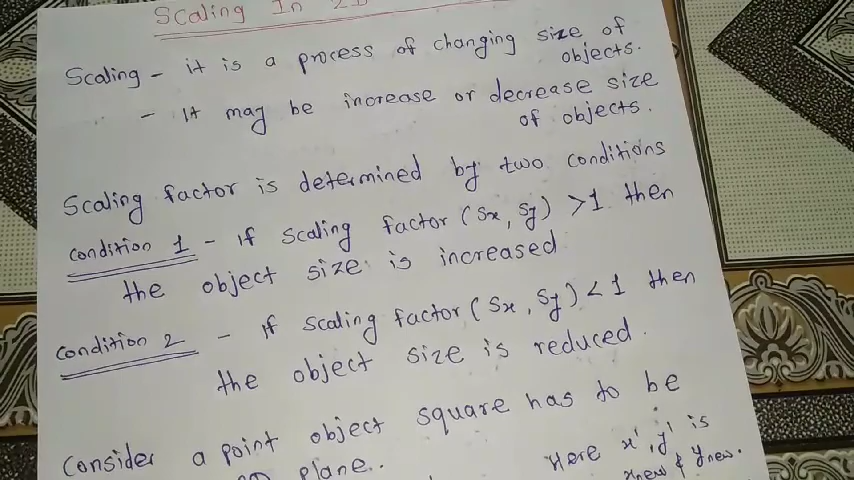 Scaling In 2D
Scaling - it is a process of changing size of
objects.
- It may be increase or decrease size
of objects.
Scaling factor is determined by two conditions
Condition 1 - if scaling factor (Sx, Sy) >1 then
the object size is increased
Condition 2 - if scaling factor (Sx, Sy) < 1 then
the object size is reduced.
Consider a point object square has to be
plane..
Here x', y' is
xnew & ynew.